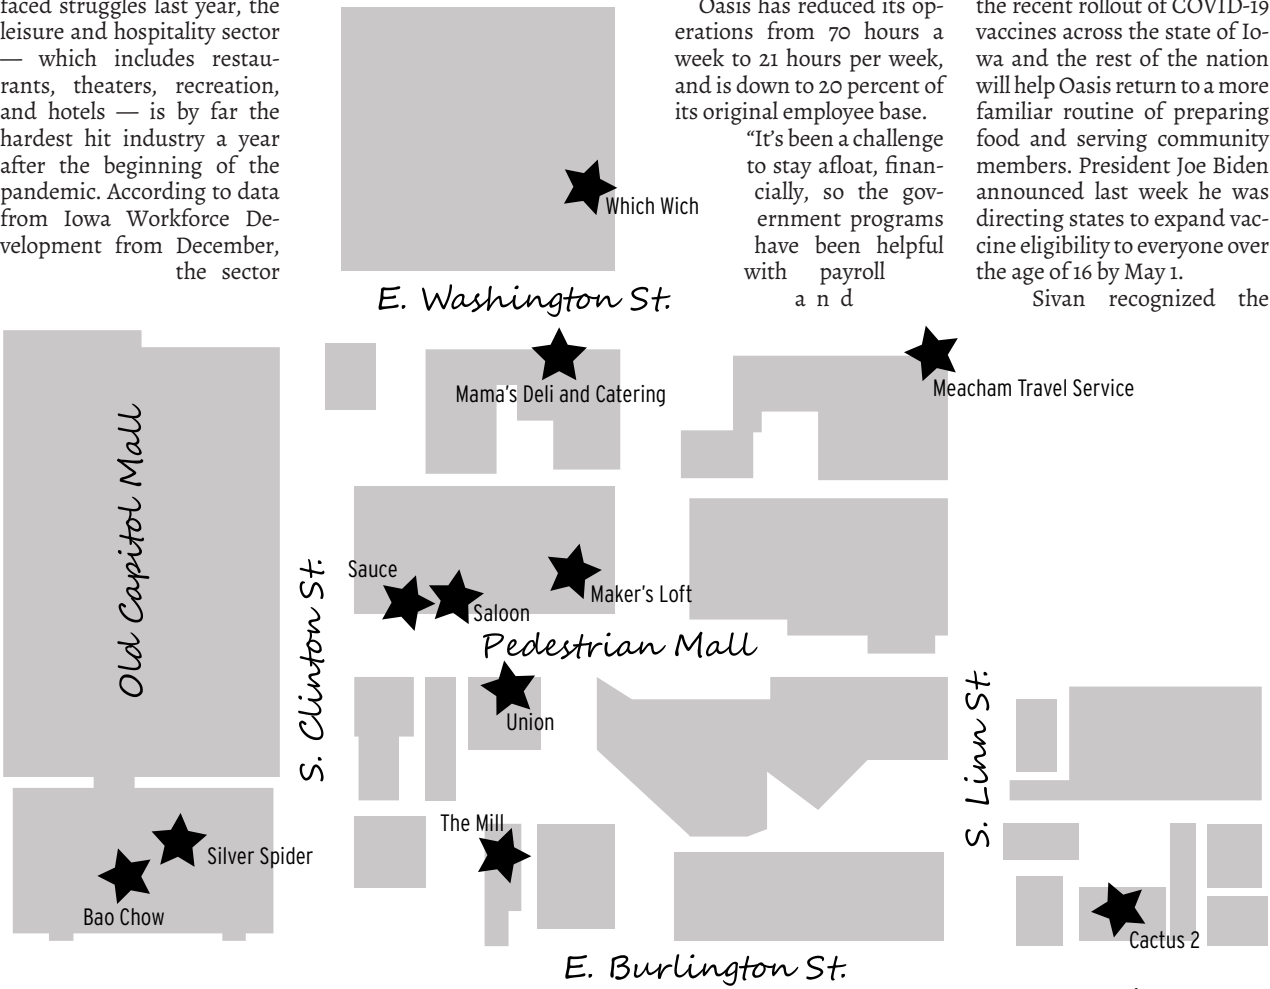 faced struggles last year, the
leisure and hospitality sector
— which includes restau-
rants, theaters, recreation,
and hotels — is by far the
hardest hit industry a year
after the beginning of the
pandemic. According to data
from Iowa Workforce De-
velopment from December,
the sector
Oasis has reduced its op-
erations from 70 hours a
week to 21 hours per week,
and is down to 20 percent of
its original employee base.
“It’s been a challenge
to stay afloat, finan-
cially, so the gov-
ernment programs
have been helpful
with payroll
and
the recent rollout of COVID-19
vaccines across the state of Io-
wa and the rest of the nation
will help Oasis return to a more
familiar routine of preparing
food and serving community
members. President Joe Biden
announced last week he was
directing states to expand vac-
cine eligibility to everyone over
the age of 16 by May 1.
Sivan recognized the
Which Wich
E. Washington St.
Mama’s Deli and Catering
Meacham Travel Service
Old Capitol Mall
S. Clinton St.
Sauce
Saloon
Maker’s Loft
Pedestrian Mall
Union
S. Linn St.
The Mill
Silver Spider
Bao Chow
Cactus 2
E. Burlington St.